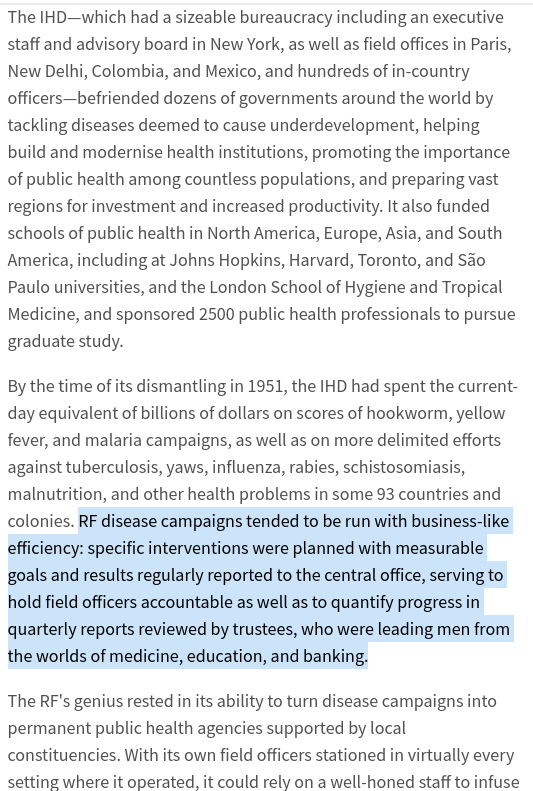 The IHD—which had a sizeable bureaucracy including an executive
staff and advisory board in New York, as well as field offices in Paris,
New Delhi, Colombia, and Mexico, and hundreds of in-country
officers—befriended dozens of governments around the world by
tackling diseases deemed to cause underdevelopment, helping
build and modernise health institutions, promoting the importance
of public health among countless populations, and preparing vast
regions for investment and increased productivity. It also funded
schools of public health in North America, Europe, Asia, and South
America, including at Johns Hopkins, Harvard, Toronto, and São
Paulo universities, and the London School of Hygiene and Tropical
Medicine, and sponsored 2500 public health professionals to pursue
graduate study.
By the time of its dismantling in 1951, the IHD had spent the current-
day equivalent of billions of dollars on scores of hookworm, yellow
fever, and malaria campaigns, as well as on more delimited efforts
against tuberculosis, yaws, influenza, rabies, schistosomiasis,
malnutrition, and other health problems in some 93 countries and
colonies. RF disease campaigns tended to be run with business-like
efficiency: specific interventions were planned with measurable
goals and results regularly reported to the central office, serving to
hold field officers accountable as well as to quantify progress in
quarterly reports reviewed by trustees, who were leading men from
the worlds of medicine, education, and banking.
The RF's genius rested in its ability to turn disease campaigns into
permanent public health agencies supported by local
constituencies. With its own field officers stationed in virtually every
setting where it operated, it could rely on a well-honed staff to infuse